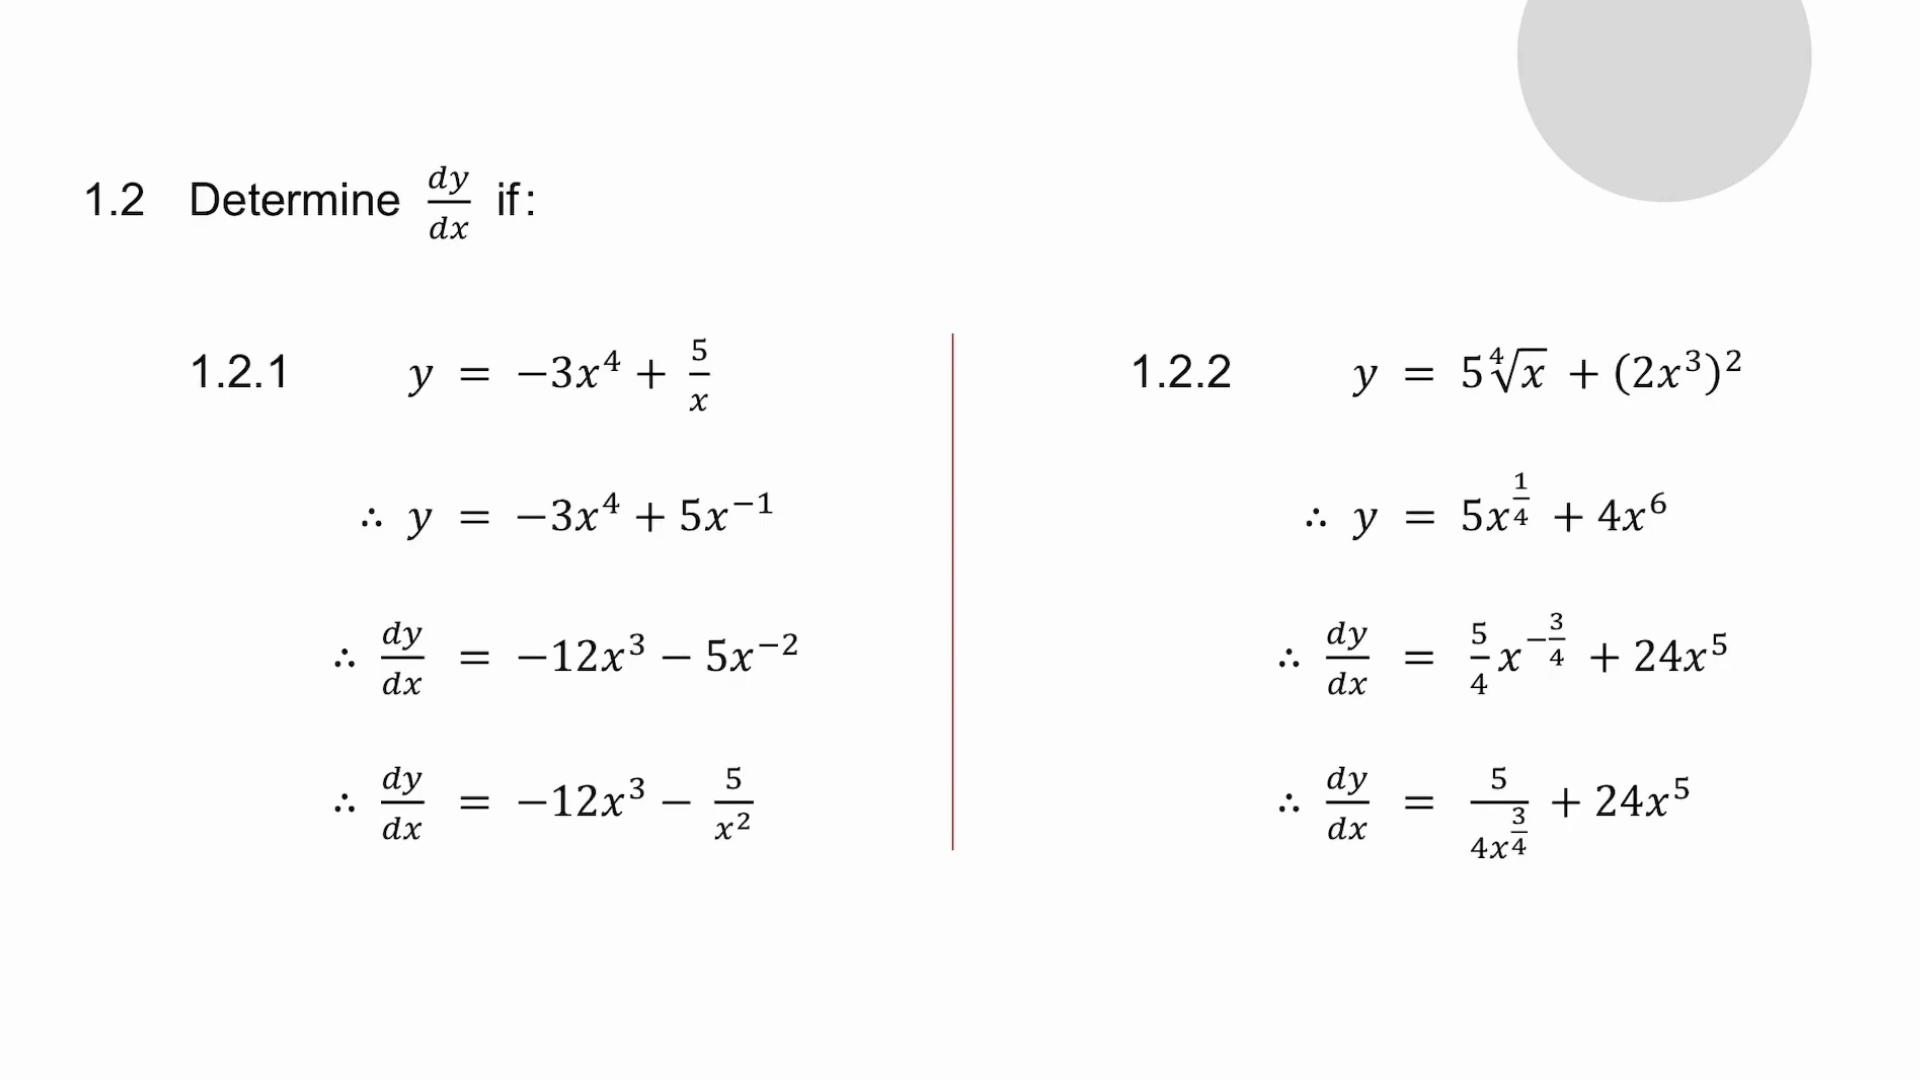 1.2 Determine dy/dx if:
1.2.1 y = −3x⁴ + 5/x
∴ y = −3x⁴ + 5x⁻¹
∴ dy/dx = −12x³ − 5x⁻²
∴ dy/dx = −12x³ − 5/x²
1.2.2 y = 5∜x + (2x³)²
∴ y = 5x^(1/4) + 4x⁶
∴ dy/dx = 5/4 x^(−3/4) + 24x⁵
∴ dy/dx = 5/(4x^(3/4)) + 24x⁵